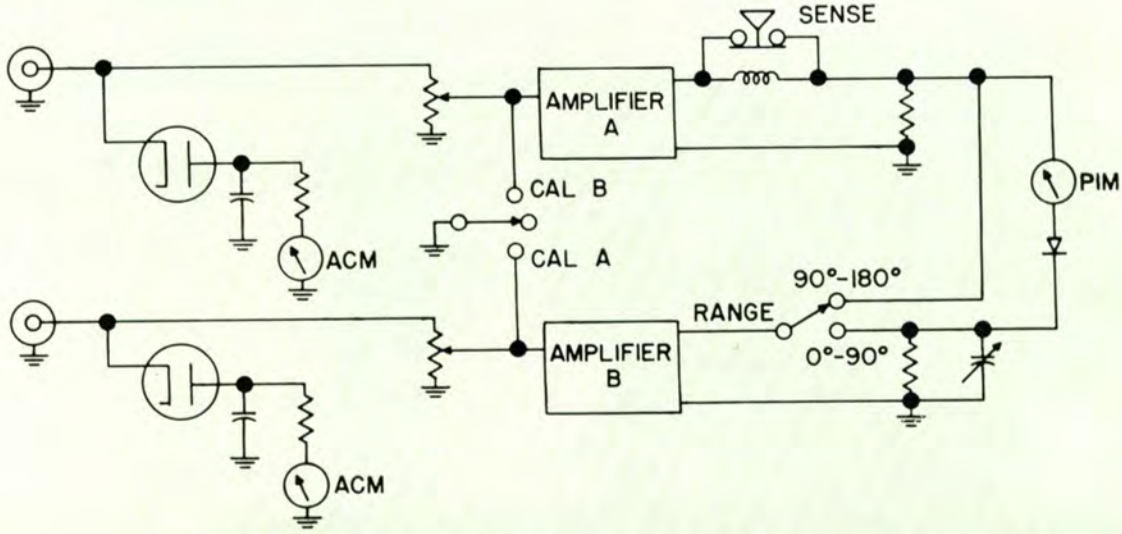 SENSE
AMPLIFIER
A
CAL B
PIM
ACM
CAL A
90°-180°
RANGE
AMPLIFIER
B
0°-90°
ACM